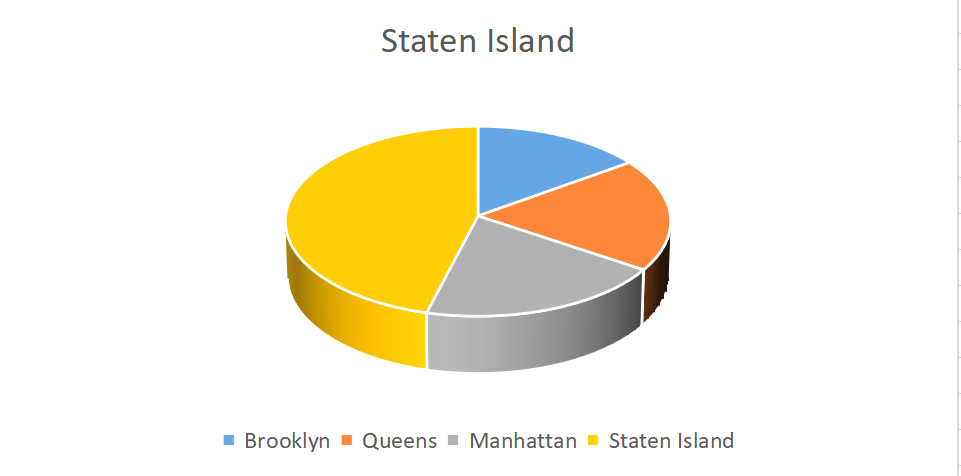 Staten Island
Brooklyn Queens Manhattan Staten Island